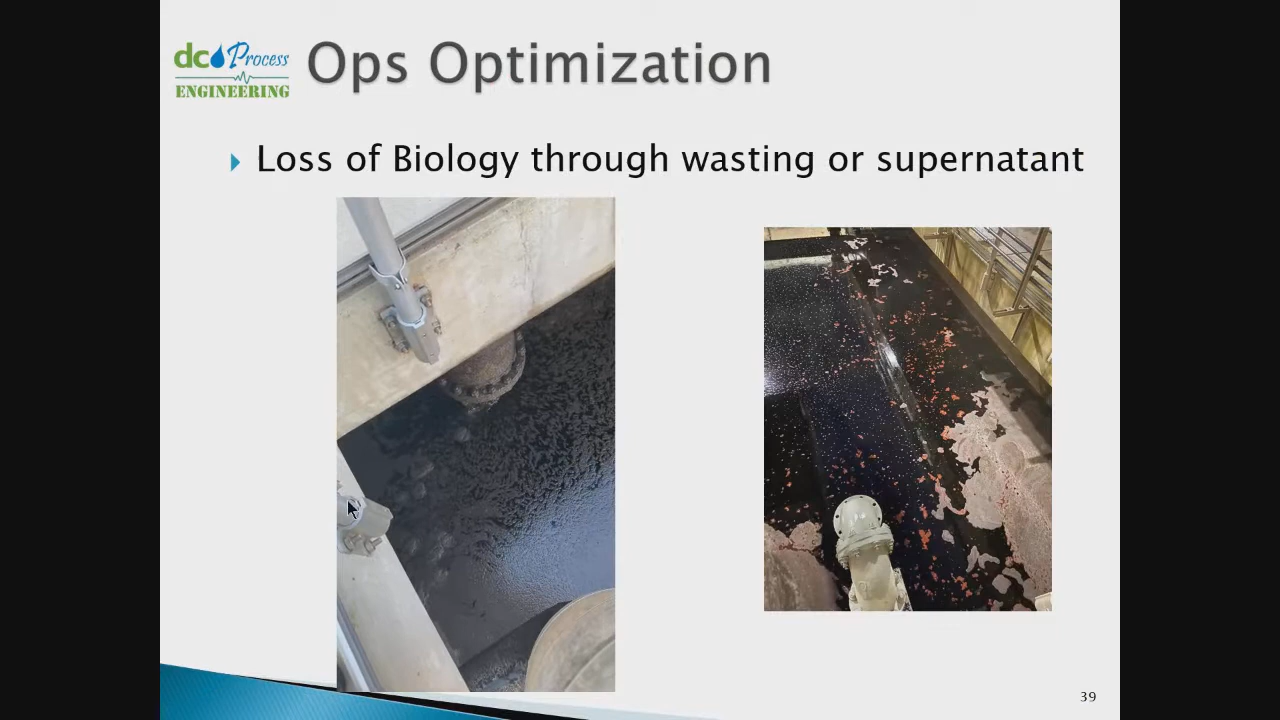 dc Process
ENGINEERING
Ops Optimization
Loss of Biology through wasting or supernatant
39